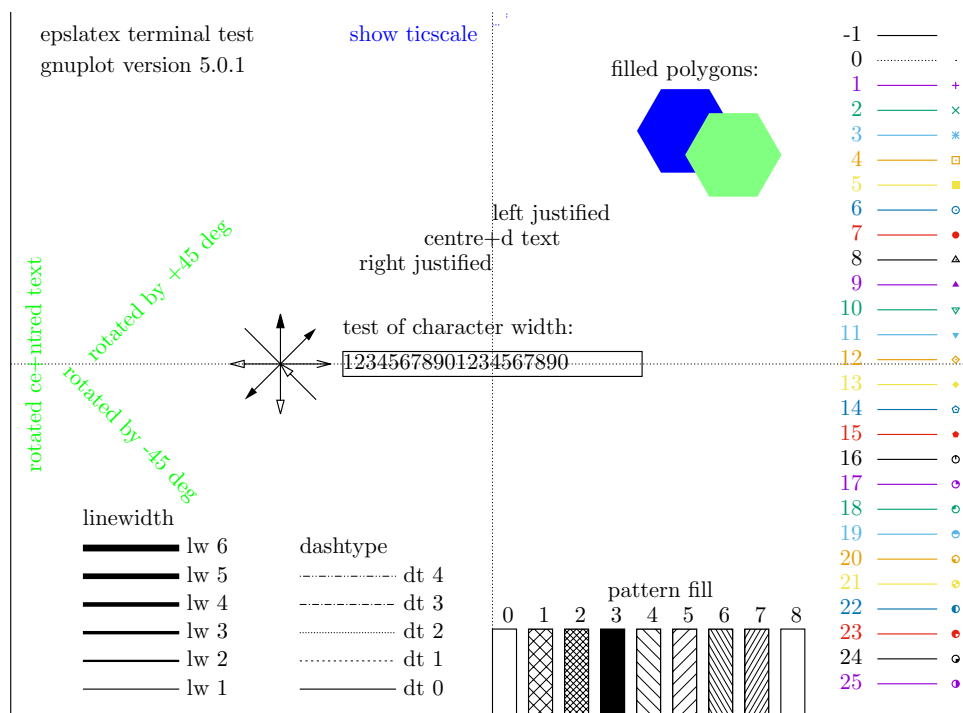 epslatex terminal test
gnuplot version 5.0.1
show ticscale
filled polygons:
left justified
centre+d text
right justified
rotated ce+ntred text
rotated by +45 deg
rotated by -45 deg
test of character width:
12345678901234567890
linewidth
lw 6
lw 5
lw 4
lw 3
lw 2
lw 1
dashtype
dt 4
dt 3
dt 2
dt 1
dt 0
pattern fill
0 1 2 3 4 5 6 7 8
-1
0
1
2
3
4
5
6
7
8
9
10
11
12
13
14
15
16
17
18
19
20
21
22
23
24
25